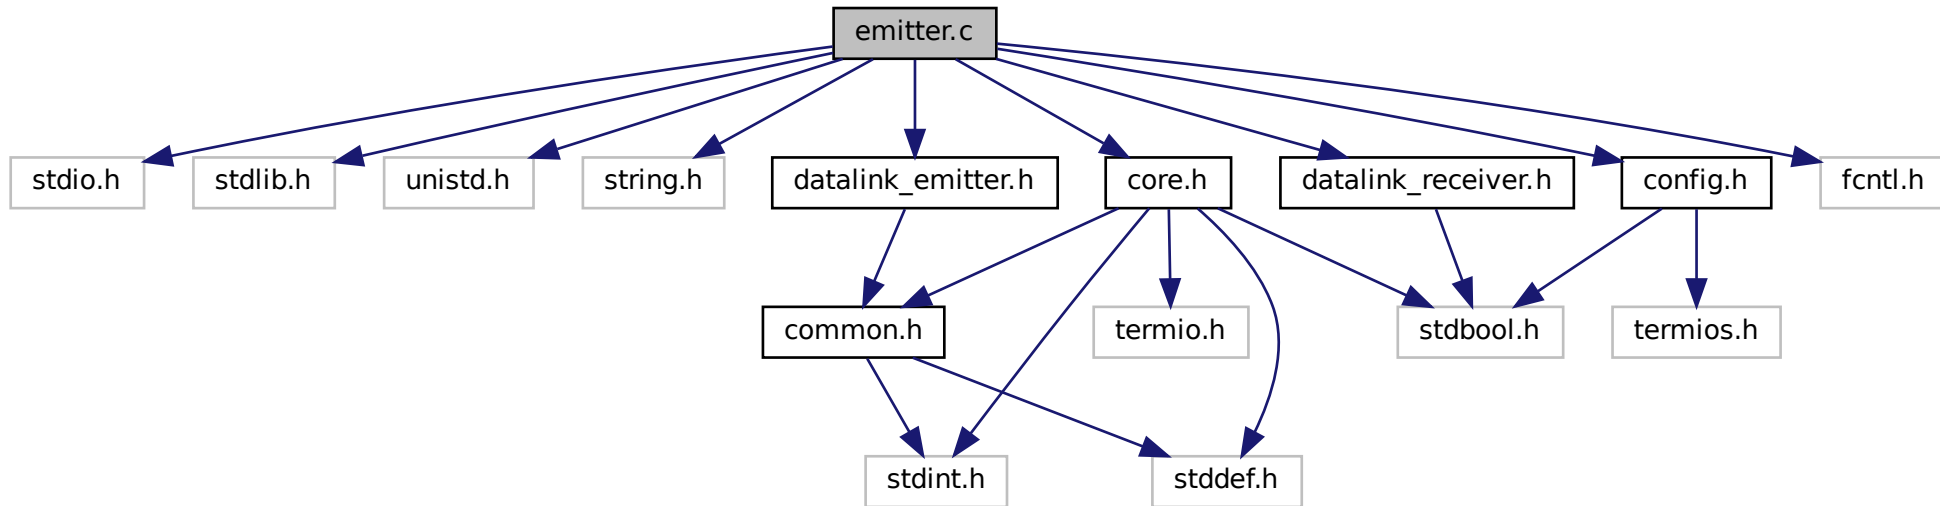 emitter.c
stdio.h
stdlib.h
unistd.h
string.h
datalink_emitter.h
core.h
datalink_receiver.h
config.h
fcntl.h
common.h
termio.h
stdbool.h
termios.h
stdint.h
stddef.h